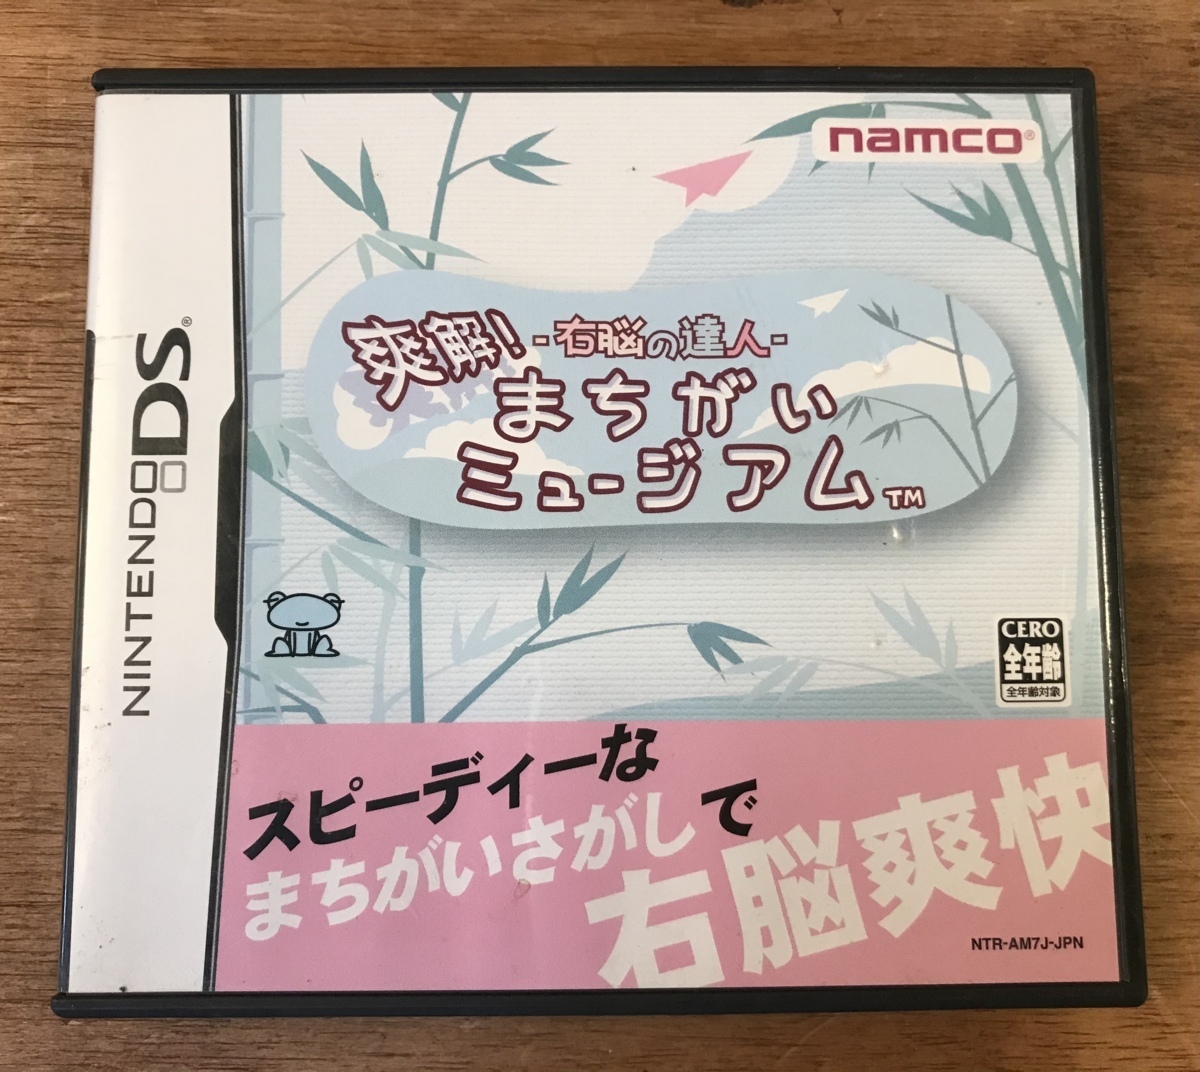 namco®
NINTENDODS®
-右脳の達人-
爽解!
まちがい
ミュージアム™
CERO
全年齢
全年齢対象
スピーディーな
まちがいさがしで
右脳爽快
NTR-AM7J-JPN